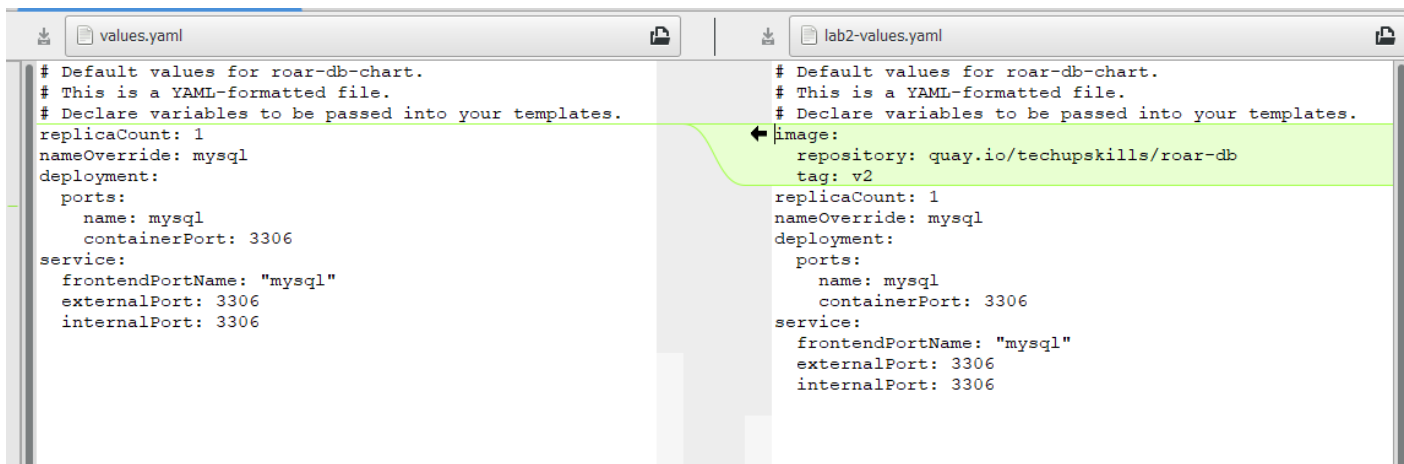 values.yaml
# Default values for roar-db-chart.
# This is a YAML-formatted file.
# Declare variables to be passed into your templates.
replicaCount: 1
nameOverride: mysql
deployment:
  ports:
    name: mysql
    containerPort: 3306
service:
  frontendPortName: "mysql"
  externalPort: 3306
  internalPort: 3306
lab2-values.yaml
# Default values for roar-db-chart.
# This is a YAML-formatted file.
# Declare variables to be passed into your templates.
image:
  repository: quay.io/techupskills/roar-db
  tag: v2
replicaCount: 1
nameOverride: mysql
deployment:
  ports:
    name: mysql
    containerPort: 3306
service:
  frontendPortName: "mysql"
  externalPort: 3306
  internalPort: 3306